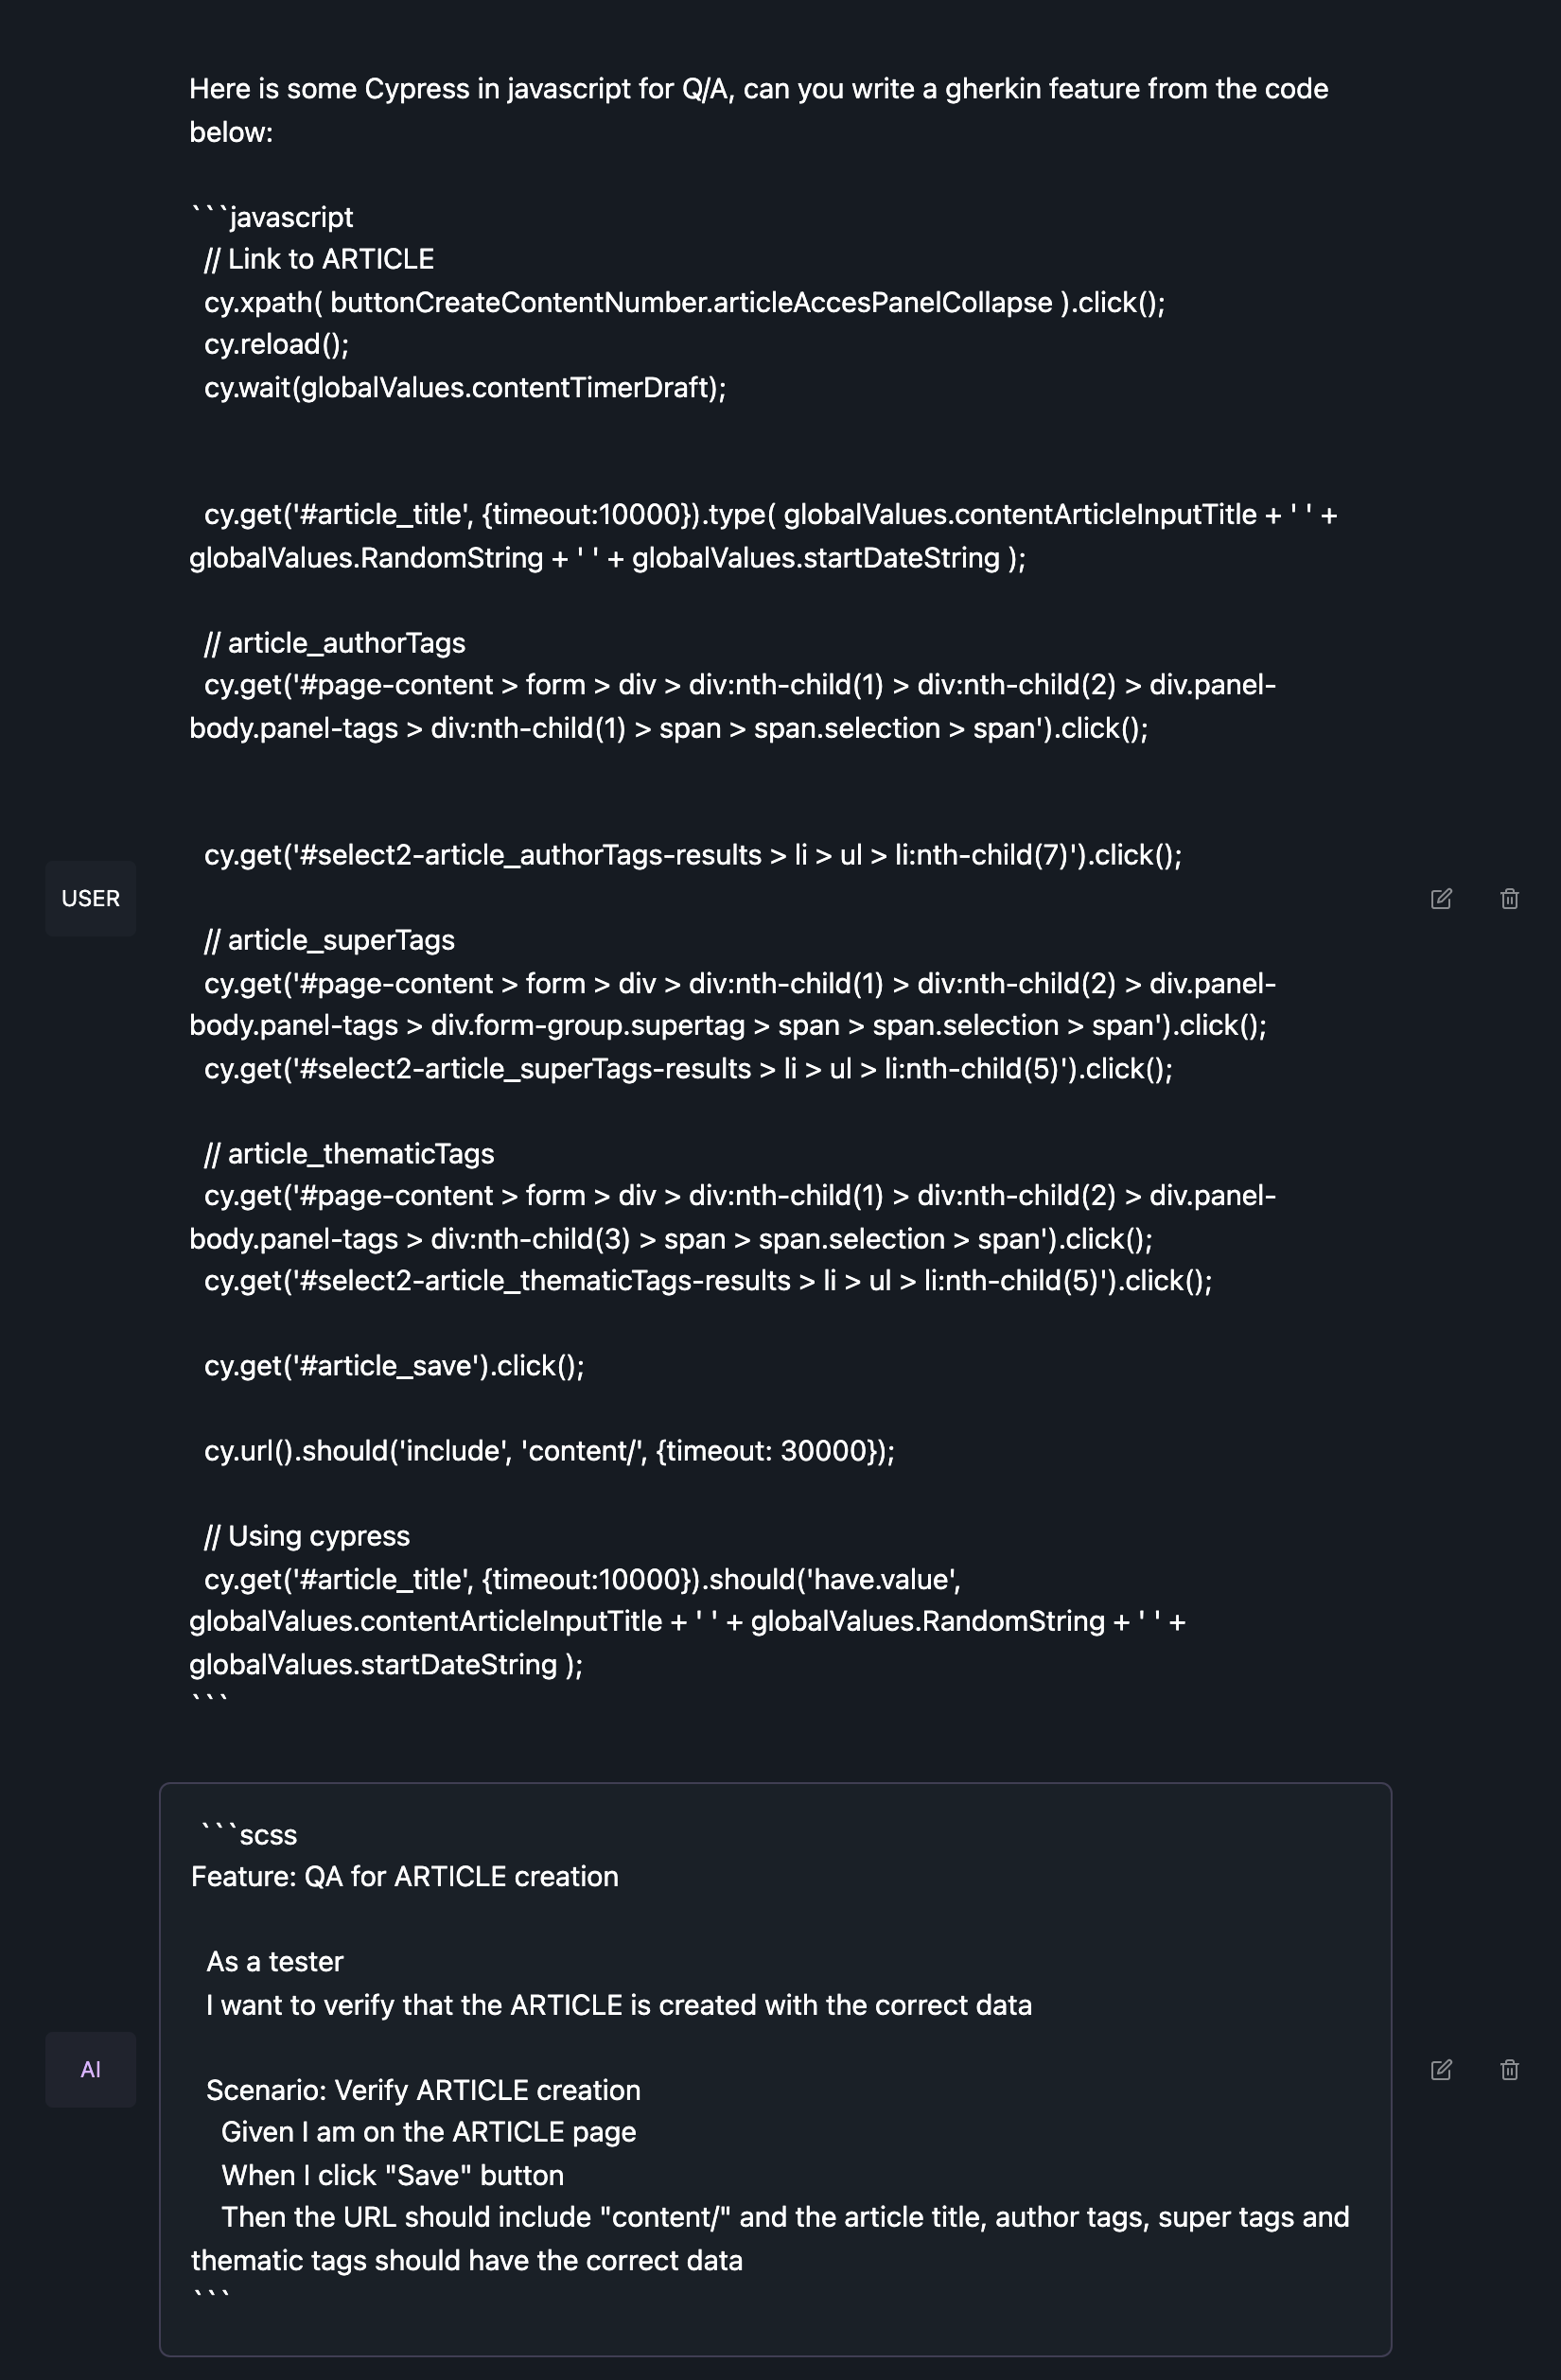 Here is some Cypress in javascript for Q/A, can you write a gherkin feature from the code
below:
```javascript
// Link to ARTICLE
cy.xpath( buttonCreateContentNumber.articleAccesPanelCollapse ).click();
cy.reload();
cy.wait(globalValues.contentTimerDraft);
cy.get('#article_title', {timeout:10000}).type( globalValues.contentArticleInputTitle + ' ' +
globalValues.RandomString + ' ' + globalValues.startDateString );
// article_authorTags
cy.get('#page-content > form > div > div:nth-child(1) > div:nth-child(2) > div.panel-
body.panel-tags > div:nth-child(1) > span > span.selection > span').click();
cy.get('#select2-article_authorTags-results > li > ul > li:nth-child(7)').click();
USER
// article_superTags
cy.get('#page-content > form > div > div:nth-child(1) > div:nth-child(2) > div.panel-
body.panel-tags > div.form-group.supertag > span > span.selection > span').click();
cy.get('#select2-article_superTags-results > li > ul > li:nth-child(5)').click();
// article_thematicTags
cy.get('#page-content > form > div > div:nth-child(1) > div:nth-child(2) > div.panel-
body.panel-tags > div:nth-child(3) > span > span.selection > span').click();
cy.get('#select2-article_thematicTags-results > li > ul > li:nth-child(5)').click();
cy.get('#article_save').click();
cy.url().should('include', 'content/', {timeout: 30000});
// Using cypress
cy.get('#article_title', {timeout:10000}).should('have.value',
globalValues.contentArticleInputTitle + ' ' + globalValues.RandomString + ' ' +
globalValues.startDateString );
```
```scss
Feature: QA for ARTICLE creation
As a tester
I want to verify that the ARTICLE is created with the correct data
AI
Scenario: Verify ARTICLE creation
Given I am on the ARTICLE page
When I click "Save" button
Then the URL should include "content/" and the article title, author tags, super tags and
thematic tags should have the correct data
```